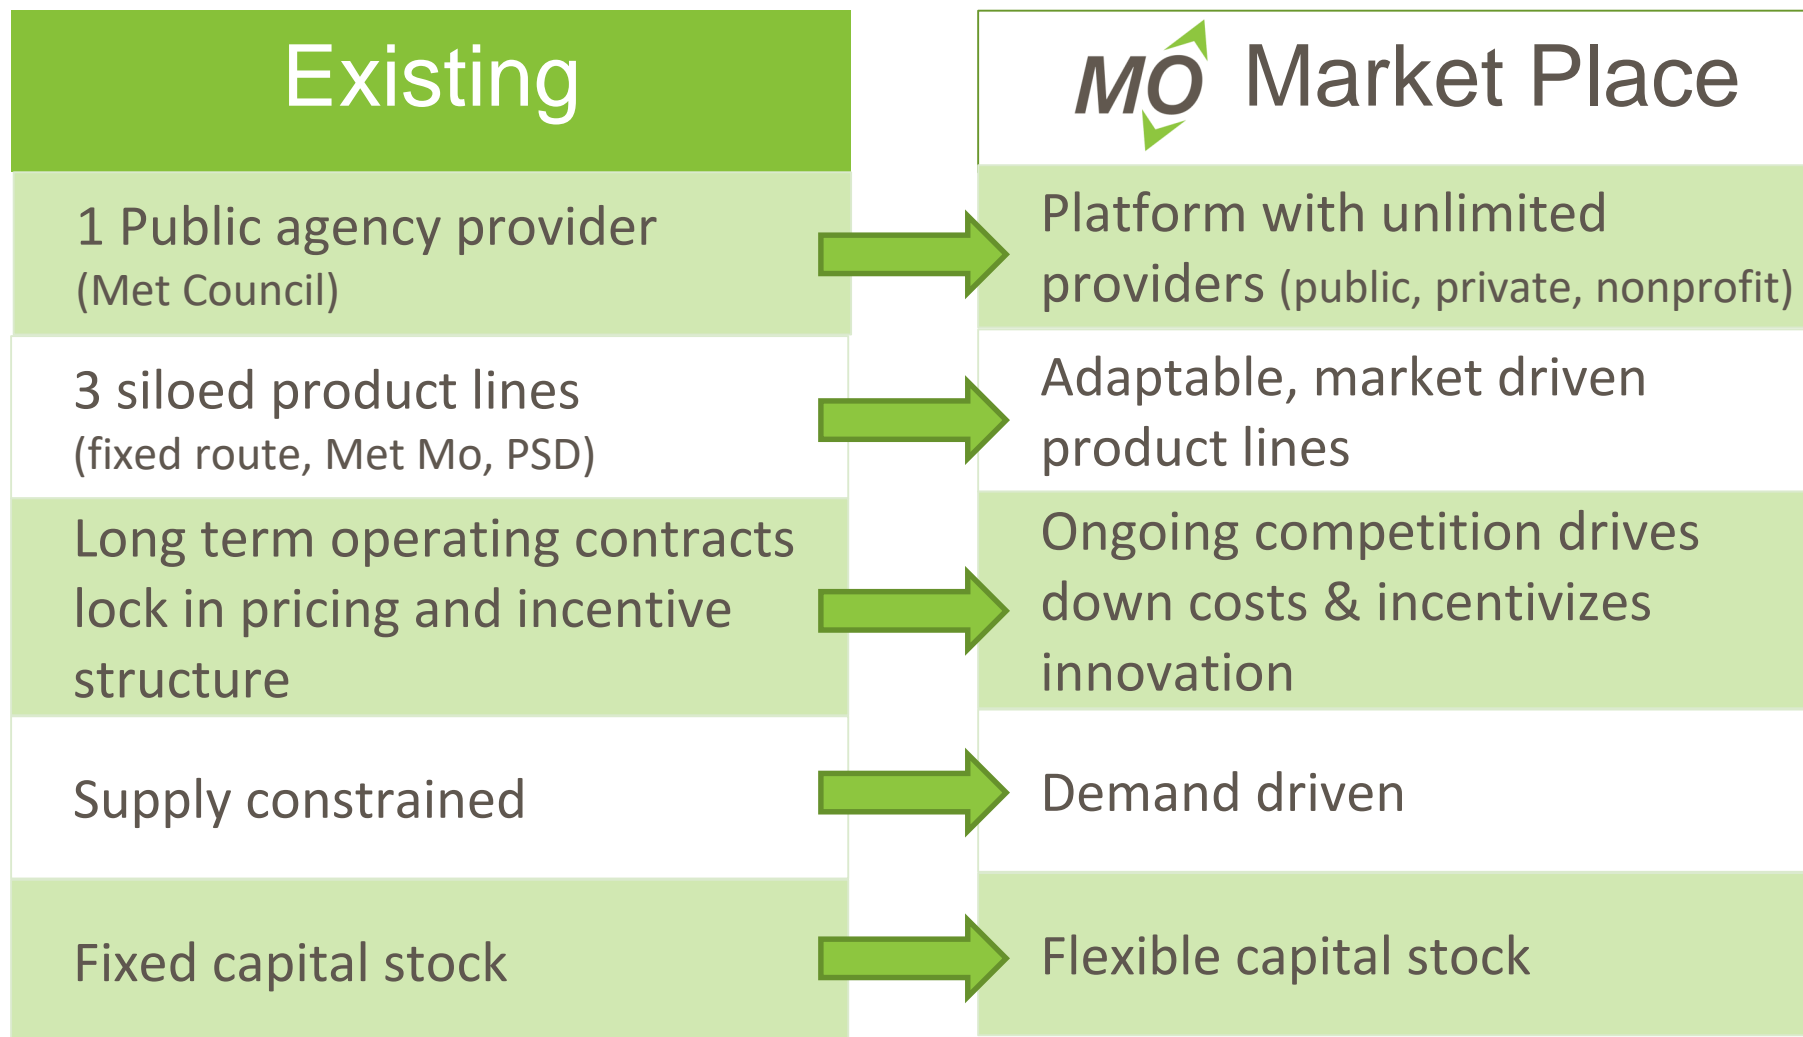 Existing
MO Market Place
1 Public agency provider
(Met Council)
Platform with unlimited
providers (public, private, nonprofit)
3 siloed product lines
(fixed route, Met Mo, PSD)
Adaptable, market driven
product lines
Long term operating contracts
lock in pricing and incentive
structure
Ongoing competition drives
down costs & incentivizes
innovation
Supply constrained
Demand driven
Fixed capital stock
Flexible capital stock